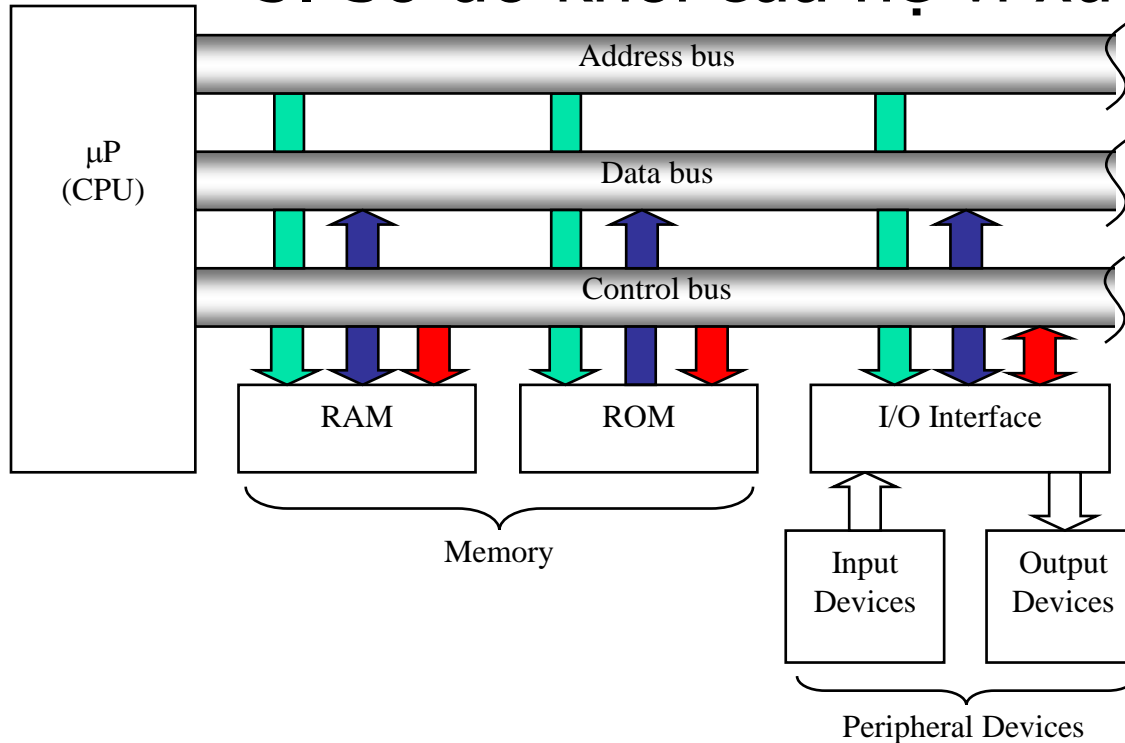 Address bus
μP
(CPU)
Data bus
Control bus
RAM
ROM
I/O Interface
Memory
Input
Devices
Output
Devices
Peripheral Devices